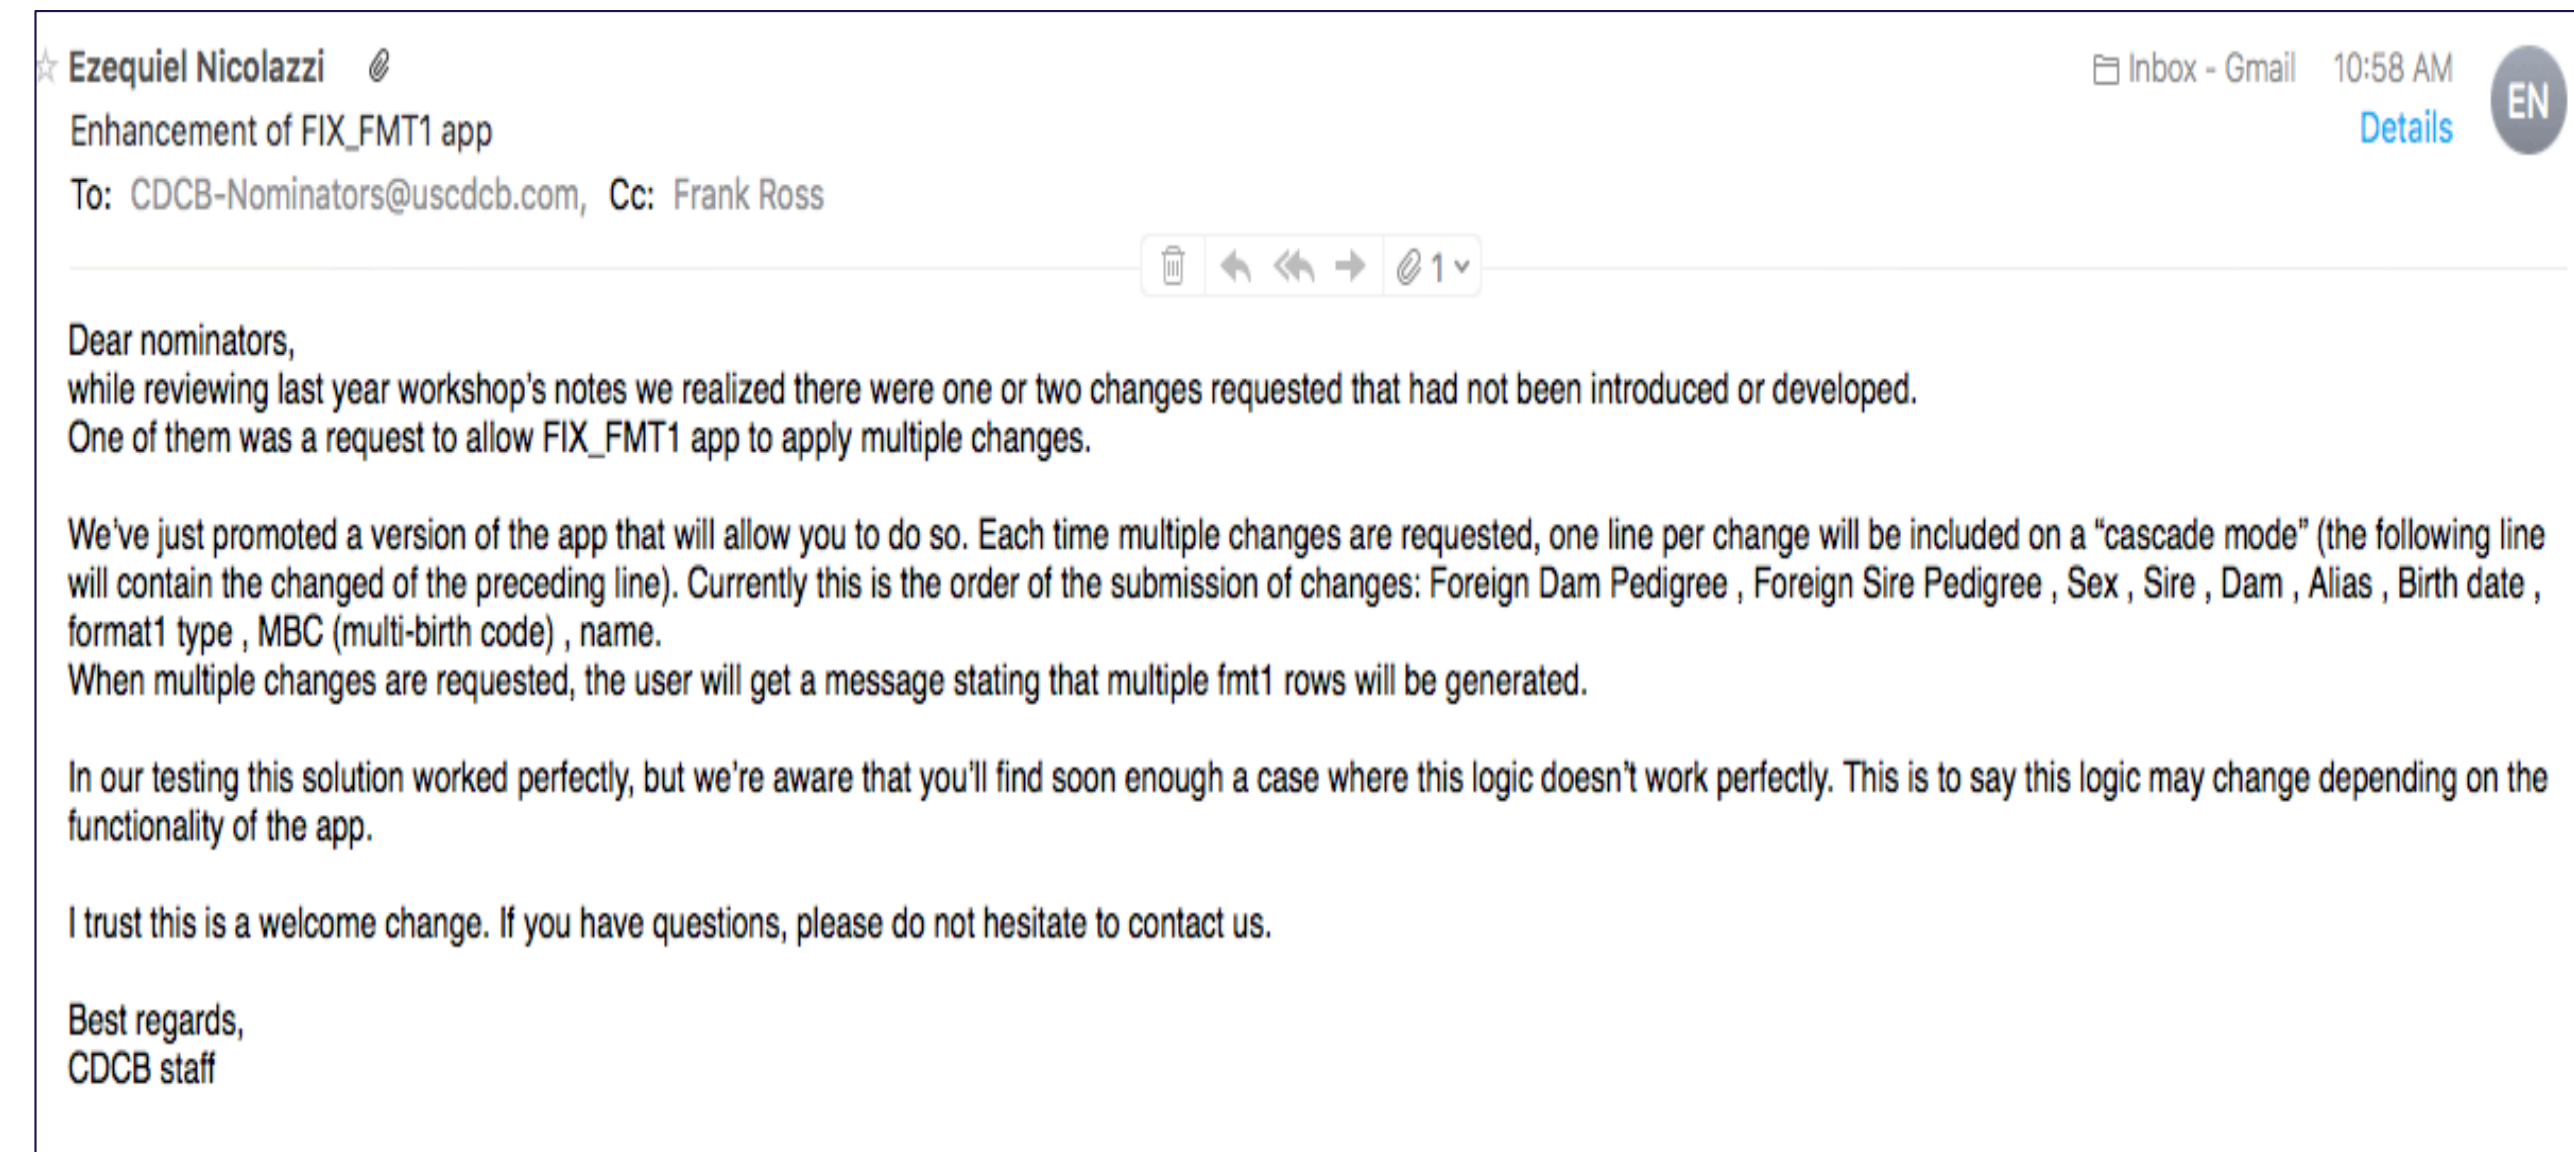 Ezequiel Nicolazzi
Inbox - Gmail 10:58 AM
EN
Enhancement of FIX_FMT1 app
Details
To: CDCB-Nominators@uscdcb.com, Cc: Frank Ross
1
Dear nominators,
while reviewing last year workshop's notes we realized there were one or two changes requested that had not been introduced or developed.
One of them was a request to allow FIX_FMT1 app to apply multiple changes.
We've just promoted a version of the app that will allow you to do so. Each time multiple changes are requested, one line per change will be included on a “cascade mode” (the following line
will contain the changed of the preceding line). Currently this is the order of the submission of changes: Foreign Dam Pedigree , Foreign Sire Pedigree , Sex , Sire , Dam , Alias , Birth date ,
format1 type , MBC (multi-birth code) , name.
When multiple changes are requested, the user will get a message stating that multiple fmt1 rows will be generated.
In our testing this solution worked perfectly, but we're aware that you'll find soon enough a case where this logic doesn't work perfectly. This is to say this logic may change depending on the
functionality of the app.
I trust this is a welcome change. If you have questions, please do not hesitate to contact us.
Best regards,
CDCB staff